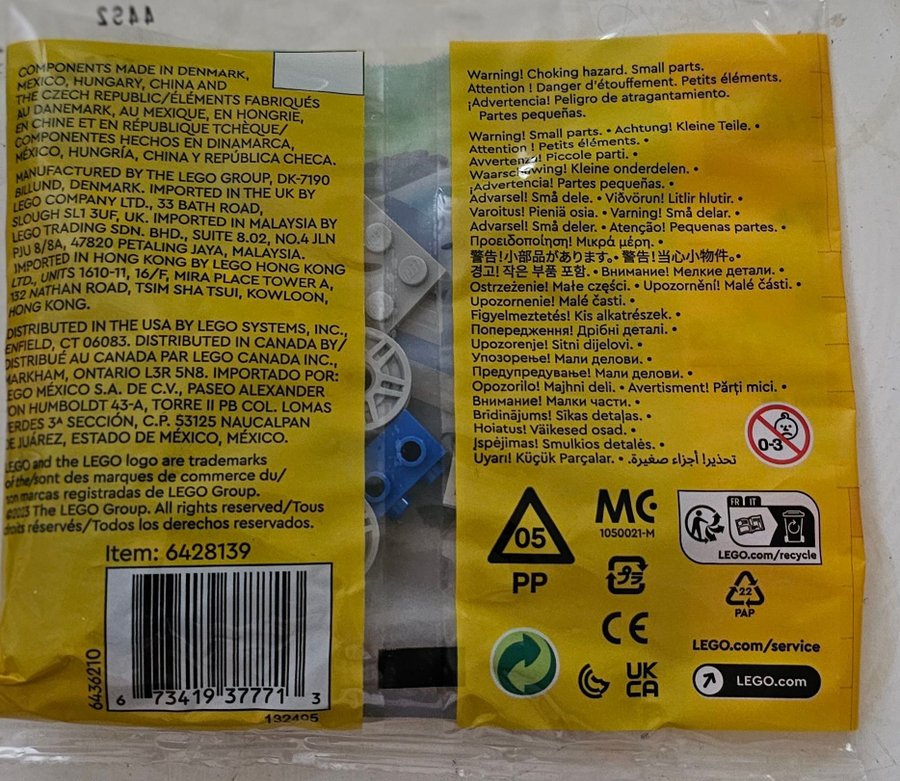 4492
COMPONENTS MADE IN DENMARK,
MEXICO, HUNGARY, CHINA AND
THE CZECH REPUBLIC/ÉLÉMENTS FABRIQUÉS
AU DANEMARK, AU MEXIQUE, EN HONGRIE,
EN CHINE ET EN RÉPUBLIQUE TCHÈQUE/
COMPONENTES HECHOS EN DINAMARCA,
MÉXICO, HUNGRÍA, CHINA Y REPÚBLICA CHECA.
MANUFACTURED BY THE LEGO GROUP, DK-7190
BILLUND, DENMARK. IMPORTED IN THE UK BY
LEGO COMPANY LTD., 33 BATH ROAD,
SLOUGH SL1 3UF, UK. IMPORTED IN MALAYSIA BY
LEGO TRADING SDN. BHD., SUITE 8.02, NO.4 JLN
PJU 8/8A, 47820 PETALING JAYA, MALAYSIA.
IMPORTED IN HONG KONG BY LEGO HONG KONG
LTD., UNITS 1610-11, 16/F, MIRA PLACE TOWER A,
132 NATHAN ROAD, TSIM SHA TSUI, KOWLOON,
HONG KONG.
DISTRIBUTED IN THE USA BY LEGO SYSTEMS, INC.,
ENFIELD, CT 06083. DISTRIBUTED IN CANADA BY/
DISTRIBUÉ AU CANADA PAR LEGO CANADA INC.,
MARKHAM, ONTARIO L3R 5N8. IMPORTADO POR:
LEGO MÉXICO S.A. DE C.V., PASEO ALEXANDER
VON HUMBOLDT 43-A, TORRE II PB COL. LOMAS
VERDES 3ᴬ SECCIÓN, C.P. 53125 NAUCALPAN
DE JUÁREZ, ESTADO DE MÉXICO, MÉXICO.
LEGO and the LEGO logo are trademarks
of the/sont des marques de commerce du/
son marcas registradas de LEGO Group.
©2023 The LEGO Group. All rights reserved/Tous
droits réservés/Todos los derechos reservados.
Item: 6428139
6436210
6 73419 37771 3
132495
Warning! Choking hazard. Small parts.
Attention ! Danger d'étouffement. Petits éléments.
¡Advertencia! Peligro de atragantamiento.
Partes pequeñas.
Warning! Small parts. • Achtung! Kleine Teile. •
Attention ! Petits éléments. •
Avvertenza! Piccole parti. •
Waarschuwing! Kleine onderdelen. •
¡Advertencia! Partes pequeñas. •
Advarsel! Små dele. • Viðvörun! Litlir hlutir. •
Varoitus! Pieniä osia. • Varning! Små delar. •
Advarsel! Små deler. • Atenção! Pequenas partes. •
Προειδοποίηση! Μικρά μέρη. •
警告!小部品があります。• 警告!当心小物件。•
경고! 작은 부품 포함. • Внимание! Мелкие детали. •
Ostrzeżenie! Małe części. • Upozornění! Malé části. •
Upozornenie! Malé časti. •
Figyelmeztetés! Kis alkatrészek. •
Попередження! Дрібні деталі. •
Upozorenje! Sitni dijelovi. •
Упозорење! Мали делови. •
Предупредување! Мали делови. •
Opozorilo! Majhni deli. • Avertisment! Părți mici. •
Внимание! Малки части. •
Brīdinājums! Sīkas detaļas. •
Hoiatus! Väikesed osad. •
Įspėjimas! Smulkios detalės. •
Uyarı! Küçük Parçalar. • تحذير! أجزاء صغيرة.
0-3
05
PP
MC
1050021-M
FR IT
LEGO.com/recycle
プラ
22
PAP
CE
UK
CA
LEGO.com/service
LEGO.com